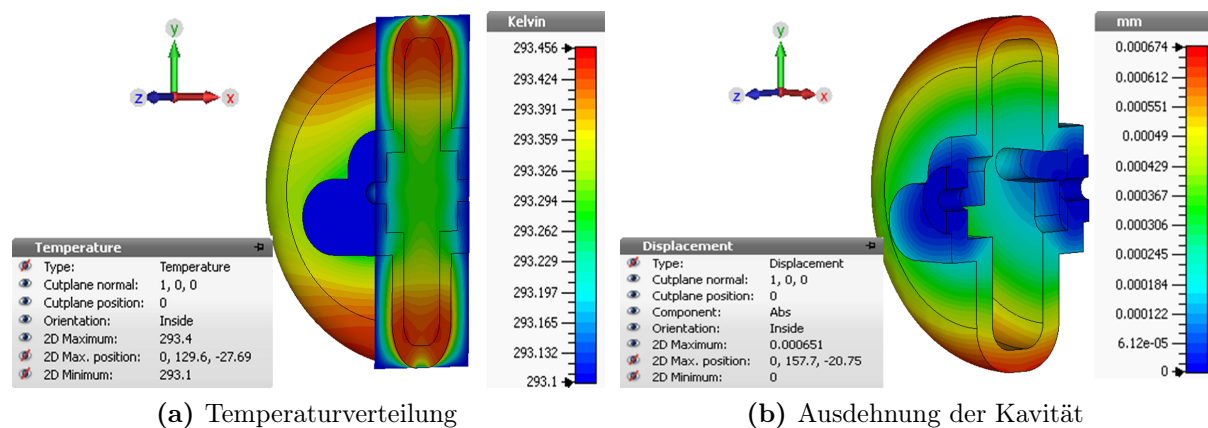 y
z
x
Kelvin
293.456
293.424
293.391
293.359
293.326
293.294
293.262
293.229
293.197
293.165
293.132
293.1
Temperature
Type: Temperature
Cutplane normal: 1, 0, 0
Cutplane position: 0
Orientation: Inside
2D Maximum: 293.4
2D Max. position: 0, 129.6, -27.69
2D Minimum: 293.1
(a) Temperaturverteilung
y
z
x
mm
0.000674
0.000612
0.000551
0.00049
0.000429
0.000367
0.000306
0.000245
0.000184
0.000122
6.12e-05
0
Displacement
Type: Displacement
Cutplane normal: 1, 0, 0
Cutplane position: 0
Component: Abs
Orientation: Inside
2D Maximum: 0.000651
2D Max. position: 0, 157.7, -20.75
2D Minimum: 0
(b) Ausdehnung der Kavität